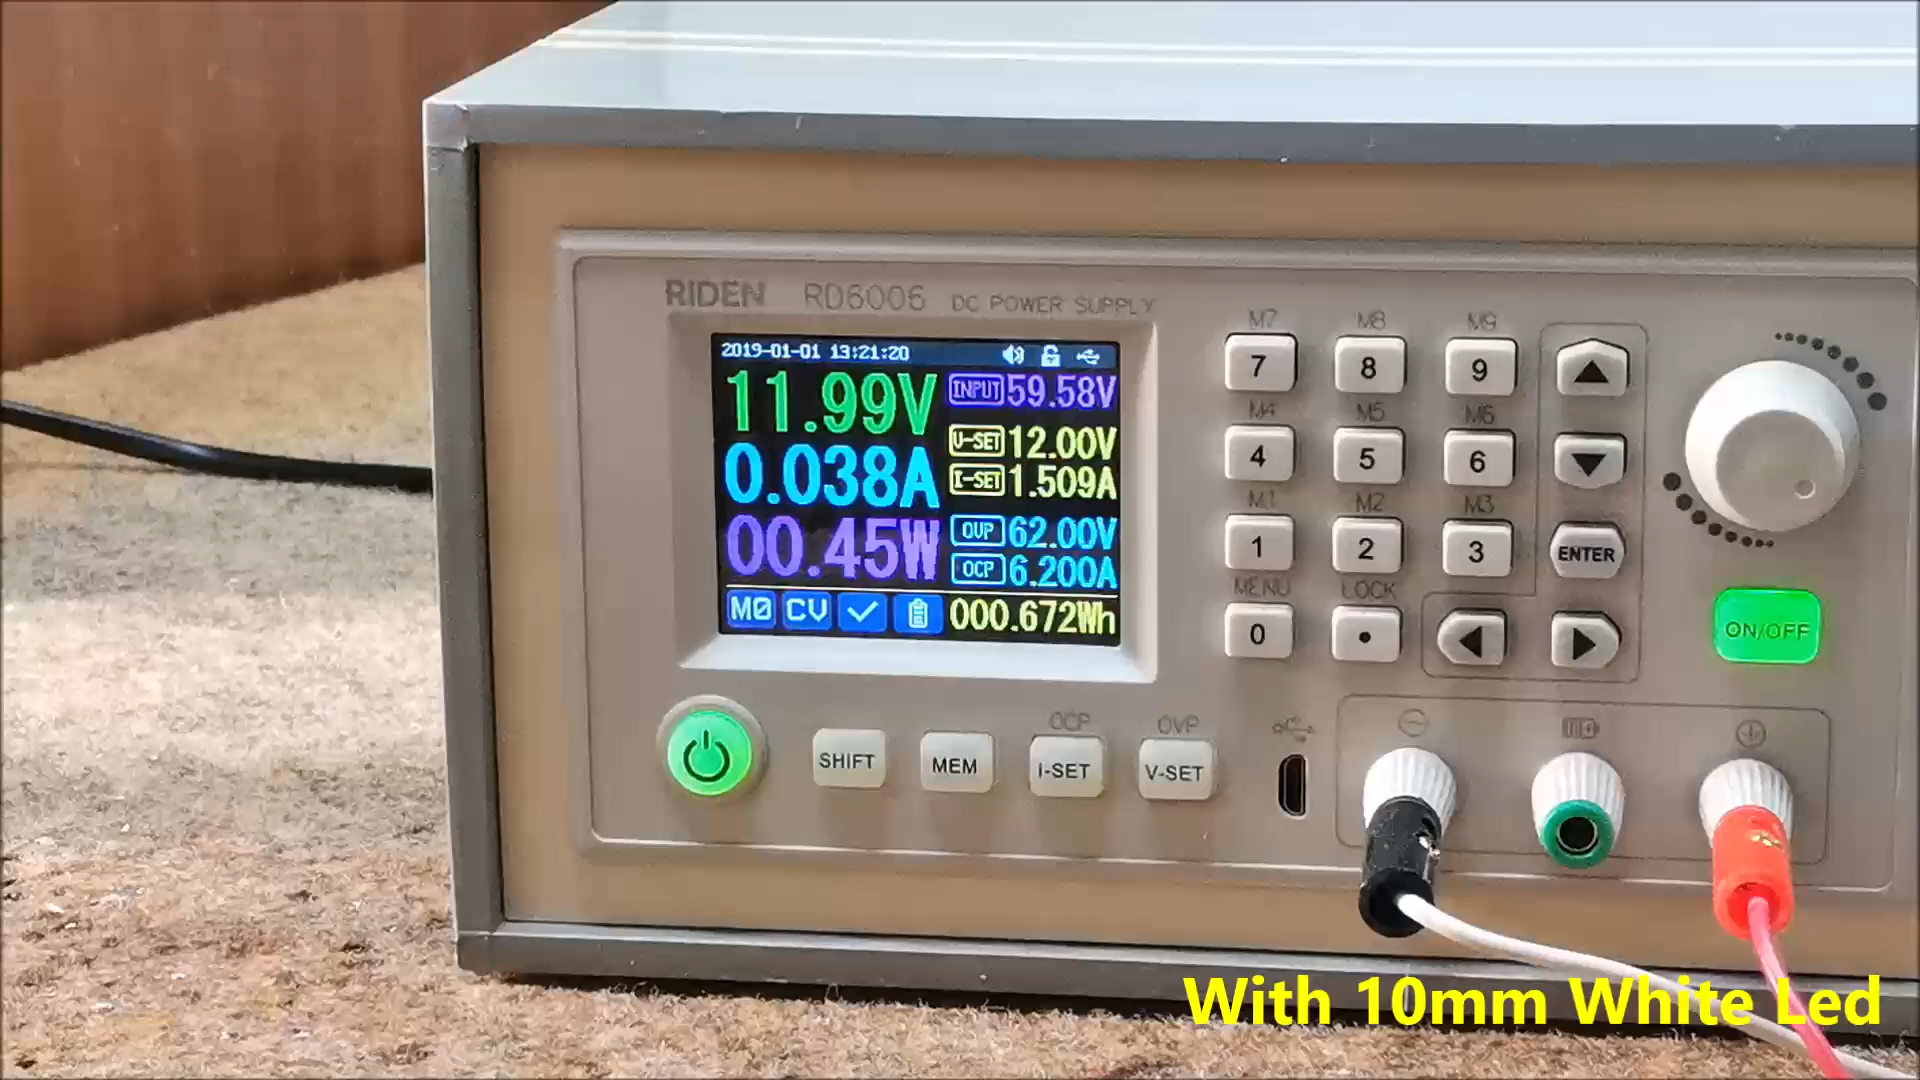 RIDEN RD6006 DC POWER SUPPLY
2019-01-01 13:21:20
11.99V
INPUT 59.58V
V-SET 12.00V
0.038A
I-SET 1.509A
00.45W
OVP 62.00V
OCP 6.200A
M0 CV 000.672Wh
M7 M8 M9
7 8 9
M4 M5 M6
4 5 6
M1 M2 M3
1 2 3 ENTER
MENU LOCK
0 .
ON/OFF
OCP OVP
SHIFT MEM I-SET V-SET
With 10mm White Led